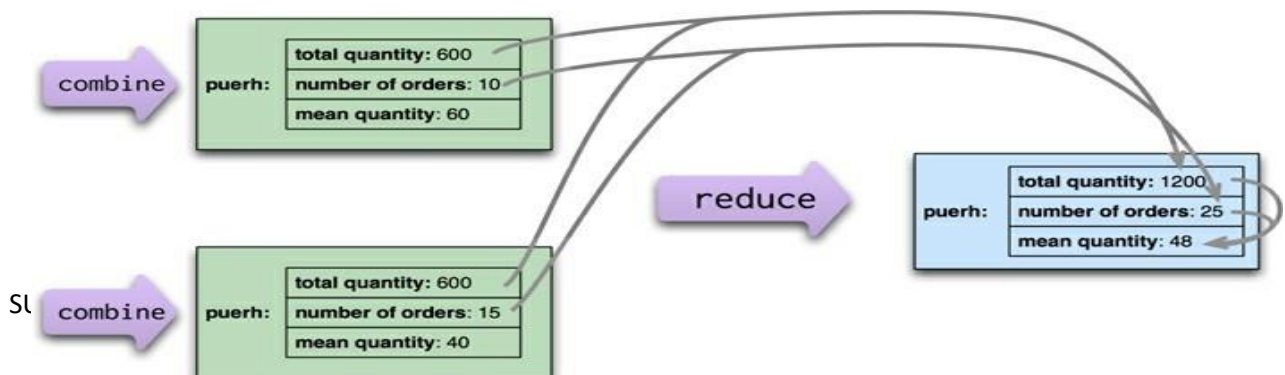 combine
puerh:
total quantity: 600
number of orders: 10
mean quantity: 60
reduce
puerh:
total quantity: 1200
number of orders: 25
mean quantity: 48
combine
puerh:
total quantity: 600
number of orders: 15
mean quantity: 40